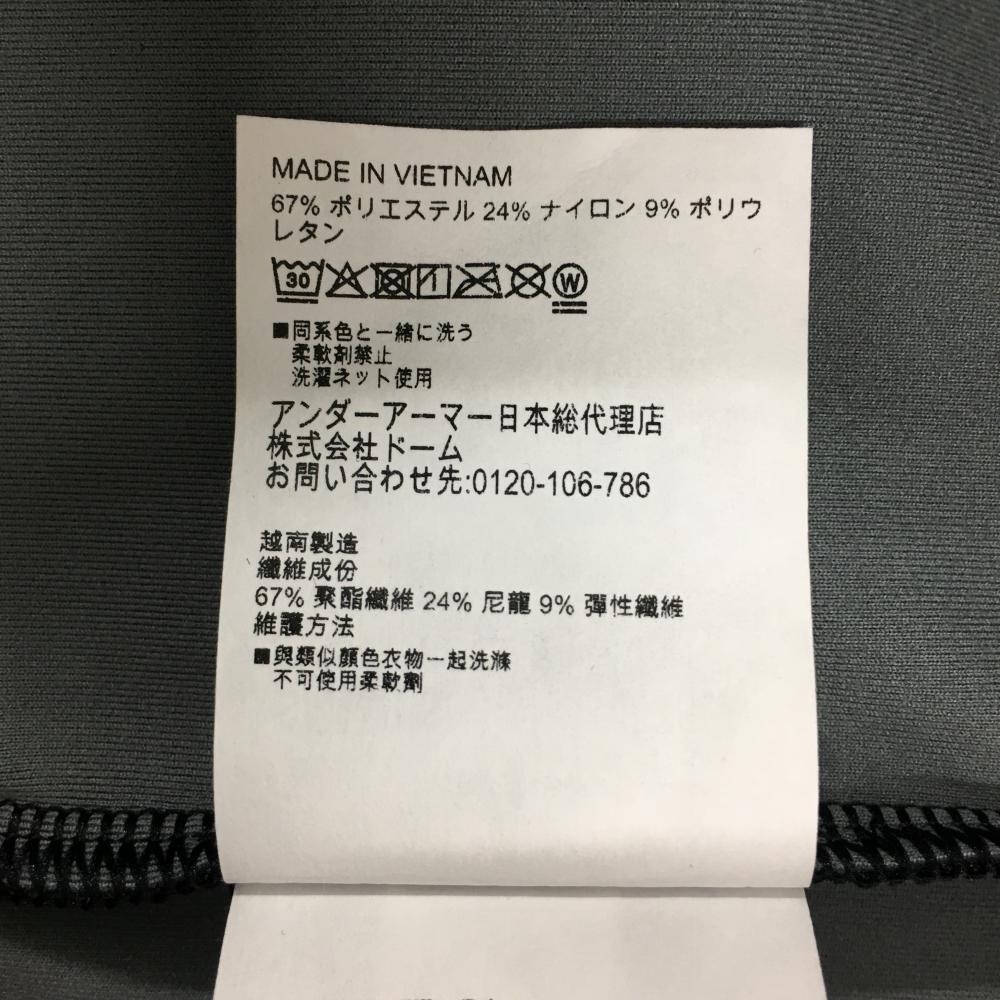 MADE IN VIETNAM
67% ポリエステル 24% ナイロン 9% ポリウ
レタン
30 W
■同系色と一緒に洗う
柔軟剤禁止
洗濯ネット使用
アンダーアーマー日本総代理店
株式会社ドーム
お問い合わせ先:0120-106-786
越南製造
纖維成份
67% 聚酯纖維 24% 尼龍 9% 彈性纖維
維護方法
■與類似顏色衣物一起洗滌
不可使用柔軟劑